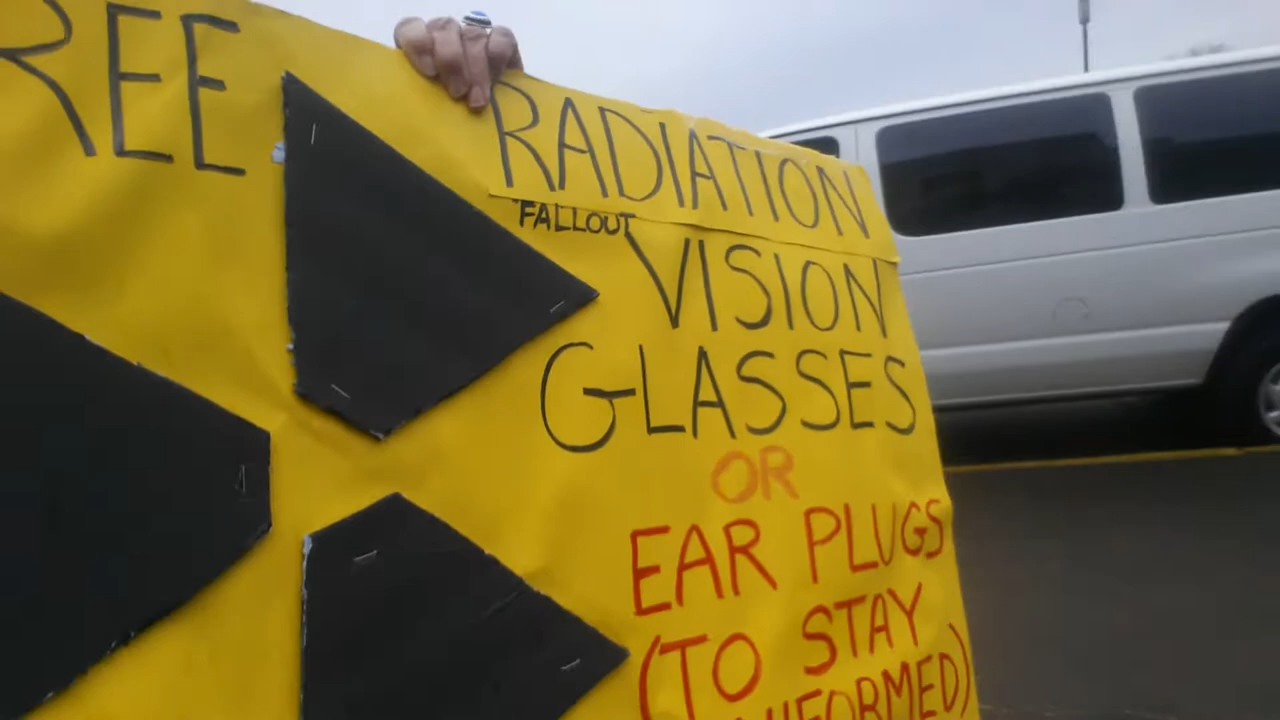 REE
RADIATION
FALLOUT
VISION
GLASSES
OR
EAR PLUGS
(TO STAY